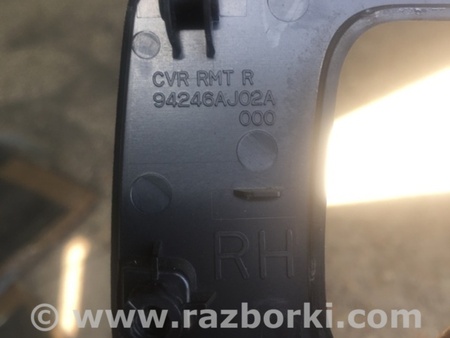 CVR RMT R
94246AJ02A
000
RH
www.razborki.com